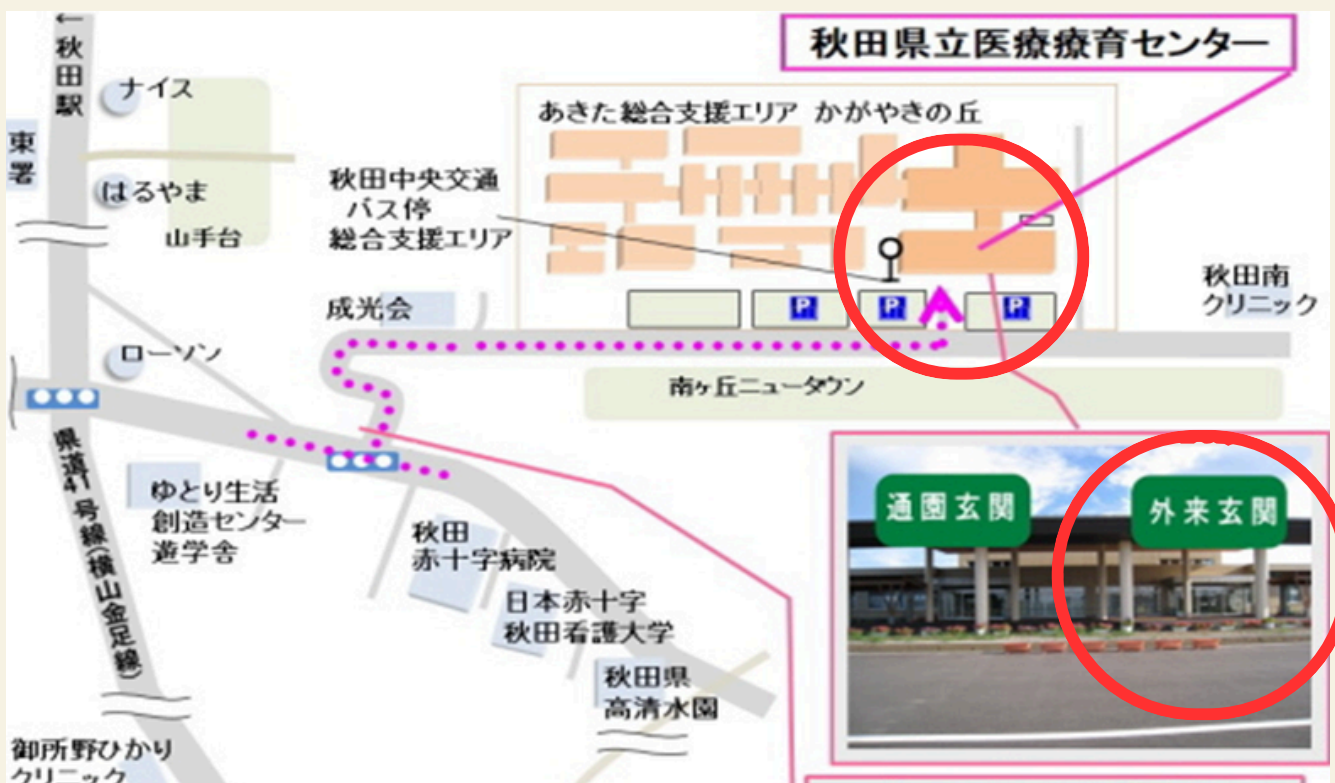 秋田県立医療療育センター
←秋田駅
ナイス
東署
はるやま
山手台
あきた総合支援エリア かがやきの丘
秋田中央交通
バス停
総合支援エリア
P
P
P
秋田南
クリニック
成光会
ローソン
南ヶ丘ニュータウン
県道41号線(横山金足線)
ゆとり生活
創造センター
遊学舎
秋田
赤十字病院
日本赤十字
秋田看護大学
秋田県
高清水園
通園玄関
外来玄関
御所野ひかり
クリニック